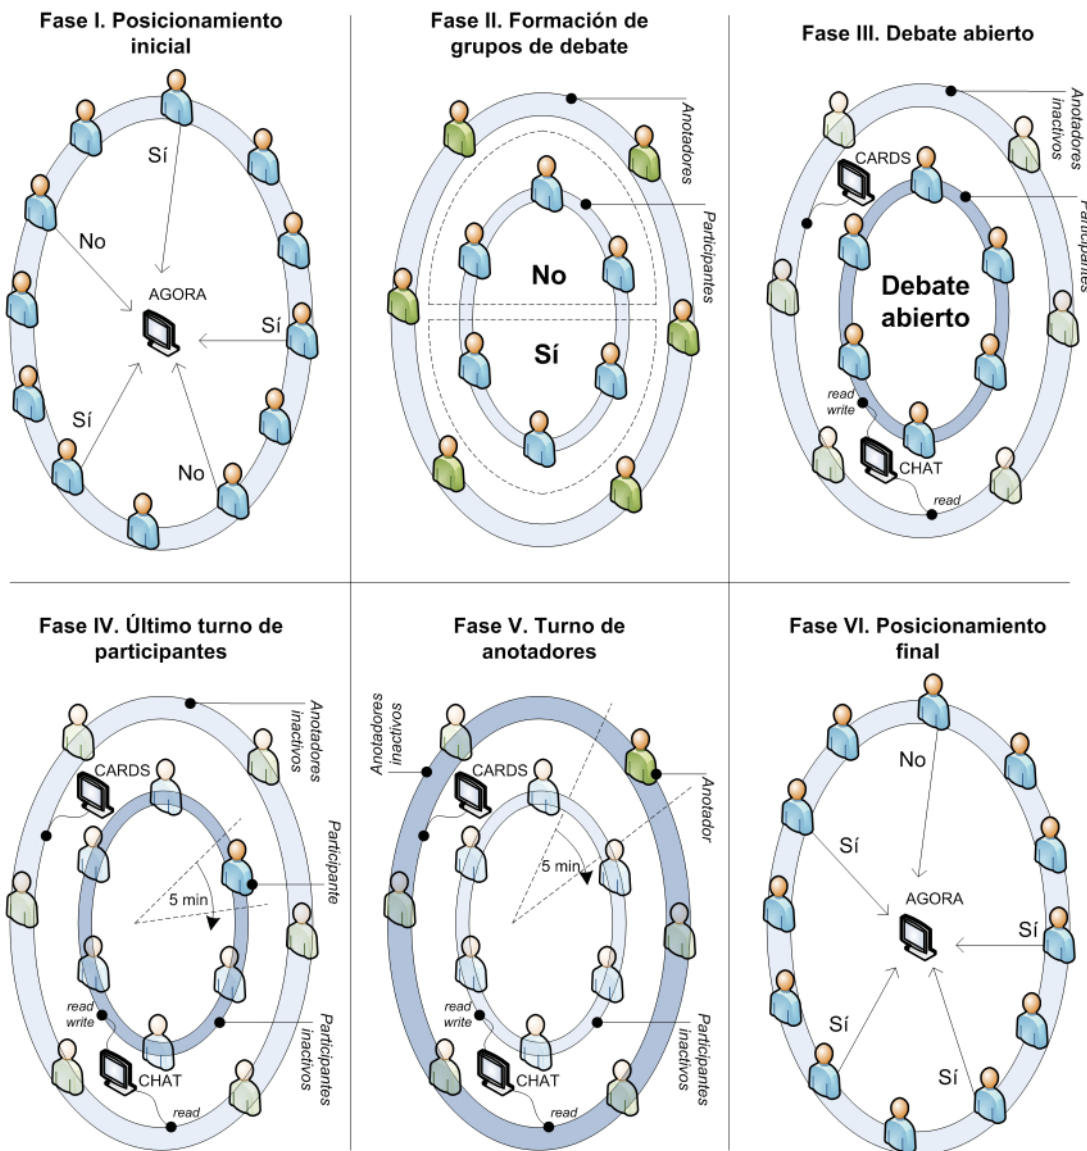 Fase I. Posicionamiento
inicial
Sí
No
AGORA
Sí
Sí
No
Fase II. Formación de
grupos de debate
Anotadores
Participantes
No
Sí
Fase III. Debate abierto
Anotadores
inactivos
CARDS
Participantes
Debate
abierto
read
write
CHAT
read
Fase IV. Último turno de
participantes
Anotadores
inactivos
CARDS
Participante
5 min
read
write
CHAT
Participantes
inactivos
read
Fase V. Turno de
anotadores
Anotadores
inactivos
CARDS
Anotador
5 min
read
write
CHAT
Participantes
inactivos
read
Fase VI. Posicionamiento
final
No
Sí
AGORA
Sí
Sí
Sí